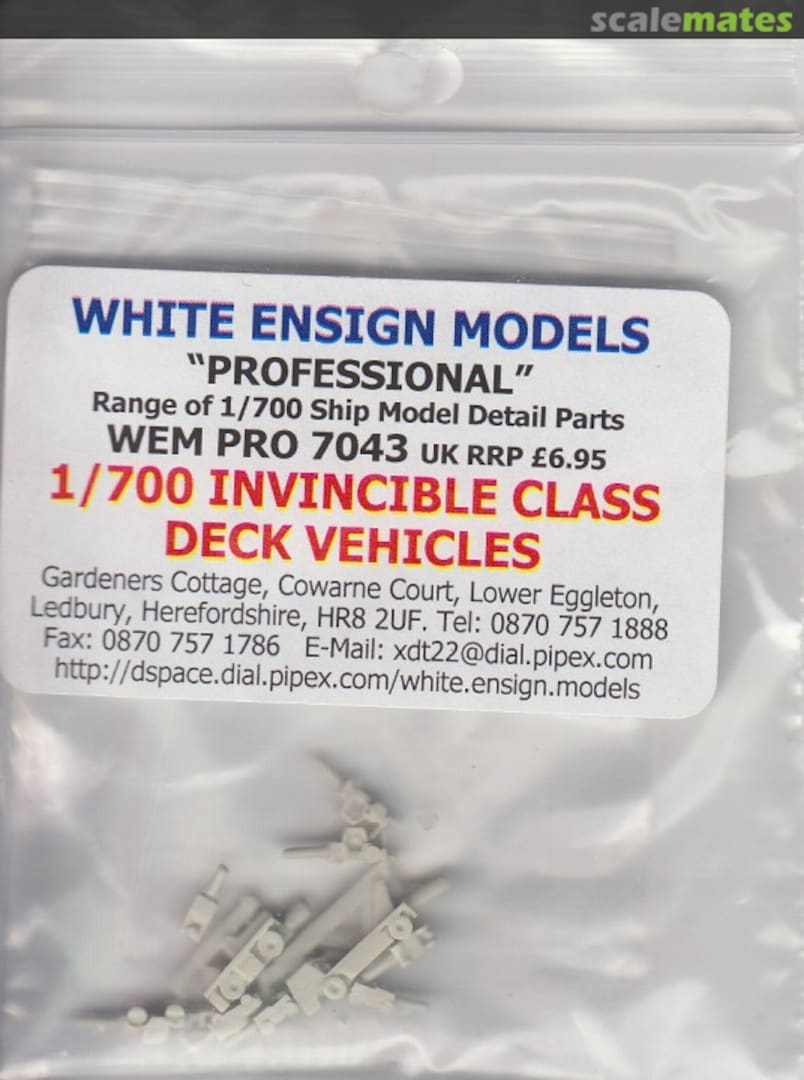 scalemates
WHITE ENSIGN MODELS
“PROFESSIONAL”
Range of 1/700 Ship Model Detail Parts
WEM PRO 7043 UK RRP £6.95
1/700 INVINCIBLE CLASS
DECK VEHICLES
Gardeners Cottage, Cowarne Court, Lower Eggleton,
Ledbury, Herefordshire, HR8 2UF. Tel: 0870 757 1888
Fax: 0870 757 1786 E-Mail: xdt22@dial.pipex.com
http://dspace.dial.pipex.com/white.ensign.models